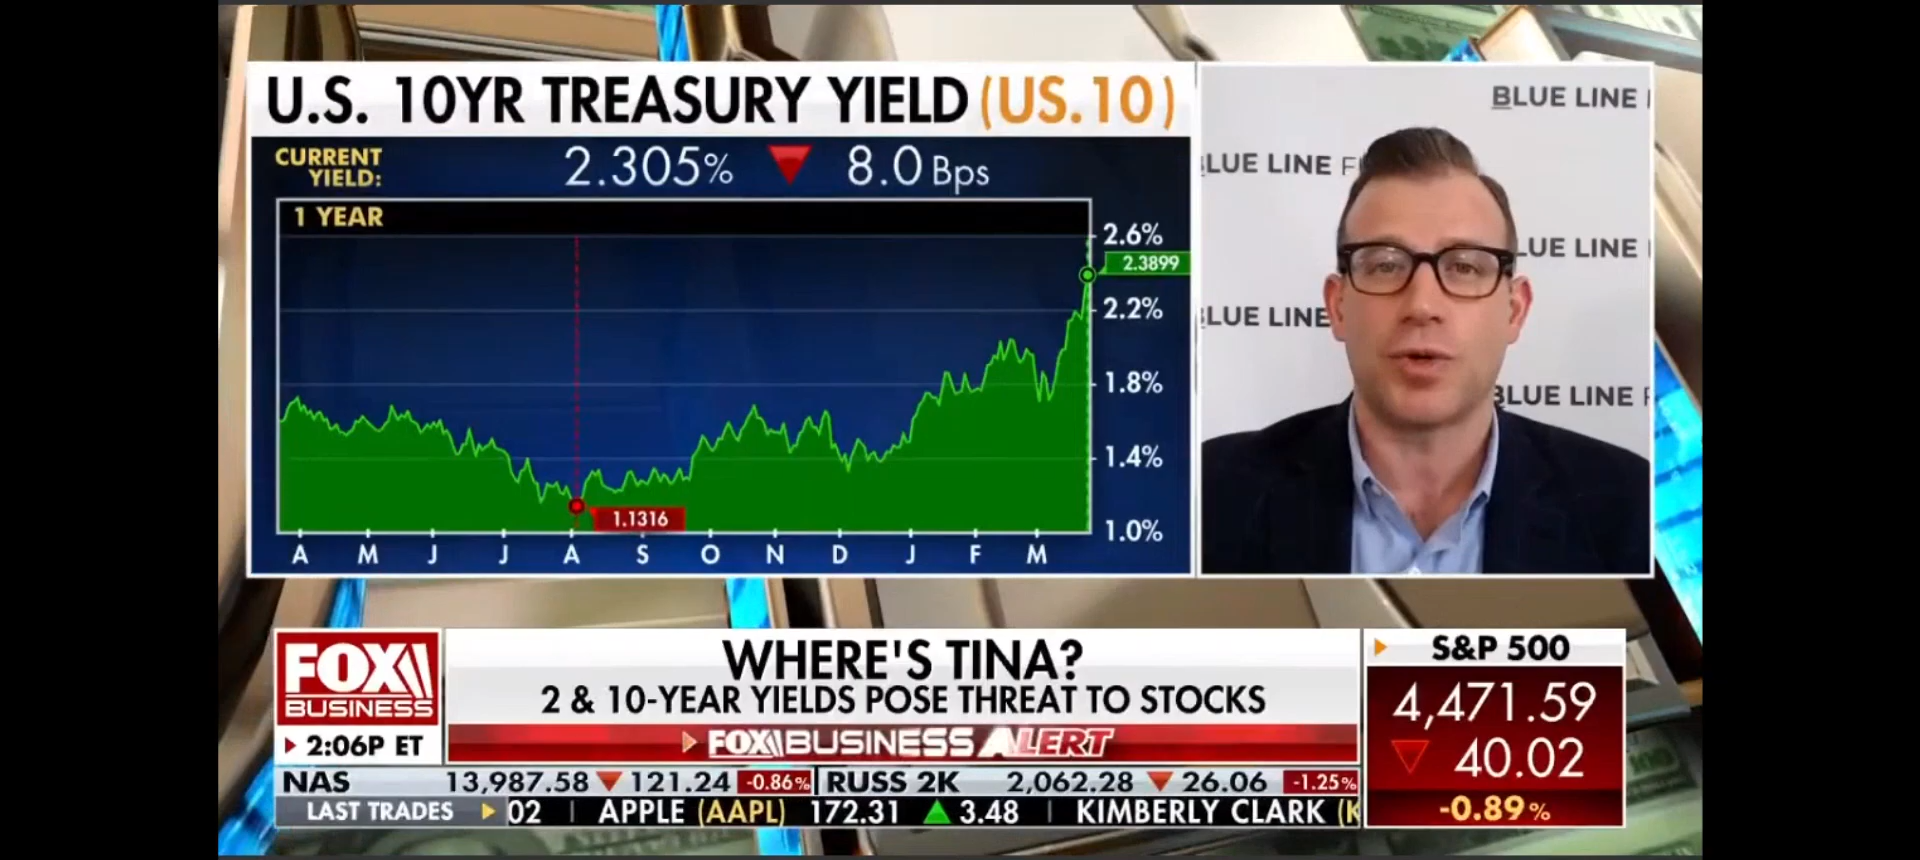 U.S. 10YR TREASURY YIELD (US.10)
CURRENT YIELD: 2.305% ▼ 8.0 Bps
1 YEAR
2.6%
2.3899
2.2%
1.8%
1.4%
1.1316
1.0%
A M J J A S O N D J F M
BLUE LINE
BLUE LINE F
LUE LINE
BLUE LINE
BLUE LINE
FOX BUSINESS
2:06P ET
WHERE'S TINA?
2 & 10-YEAR YIELDS POSE THREAT TO STOCKS
FOX BUSINESS ALERT
S&P 500
4,471.59
▼ 40.02
-0.89%
NAS 13,987.58 ▼ 121.24 -0.86% RUSS 2K 2,062.28 ▼ 26.06 -1.25%
LAST TRADES 02 | APPLE (AAPL) 172.31 ▲ 3.48 | KIMBERLY CLARK (K